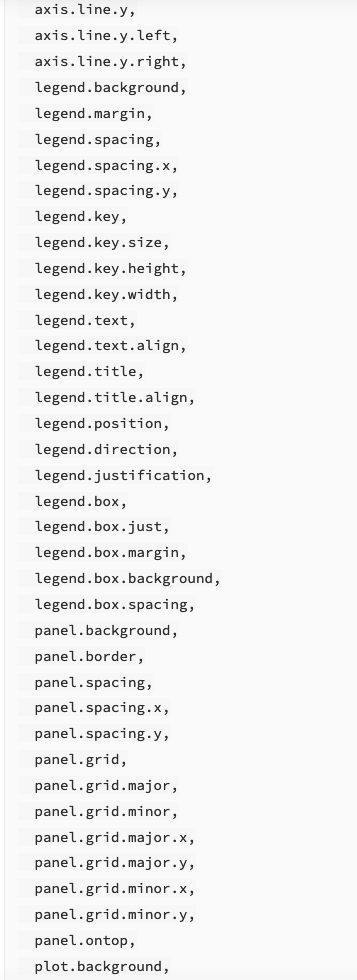 axis.line.y,
axis.line.y.left,
axis.line.y.right,
legend.background,
legend.margin,
legend.spacing,
legend.spacing.x,
legend.spacing.y,
legend.key,
legend.key.size,
legend.key.height,
legend.key.width,
legend.text,
legend.text.align,
legend.title,
legend.title.align,
legend.position,
legend.direction,
legend.justification,
legend.box,
legend.box.just,
legend.box.margin,
legend.box.background,
legend.box.spacing,
panel.background,
panel.border,
panel.spacing,
panel.spacing.x,
panel.spacing.y,
panel.grid,
panel.grid.major,
panel.grid.minor,
panel.grid.major.x,
panel.grid.major.y,
panel.grid.minor.x,
panel.grid.minor.y,
panel.ontop,
plot.background,